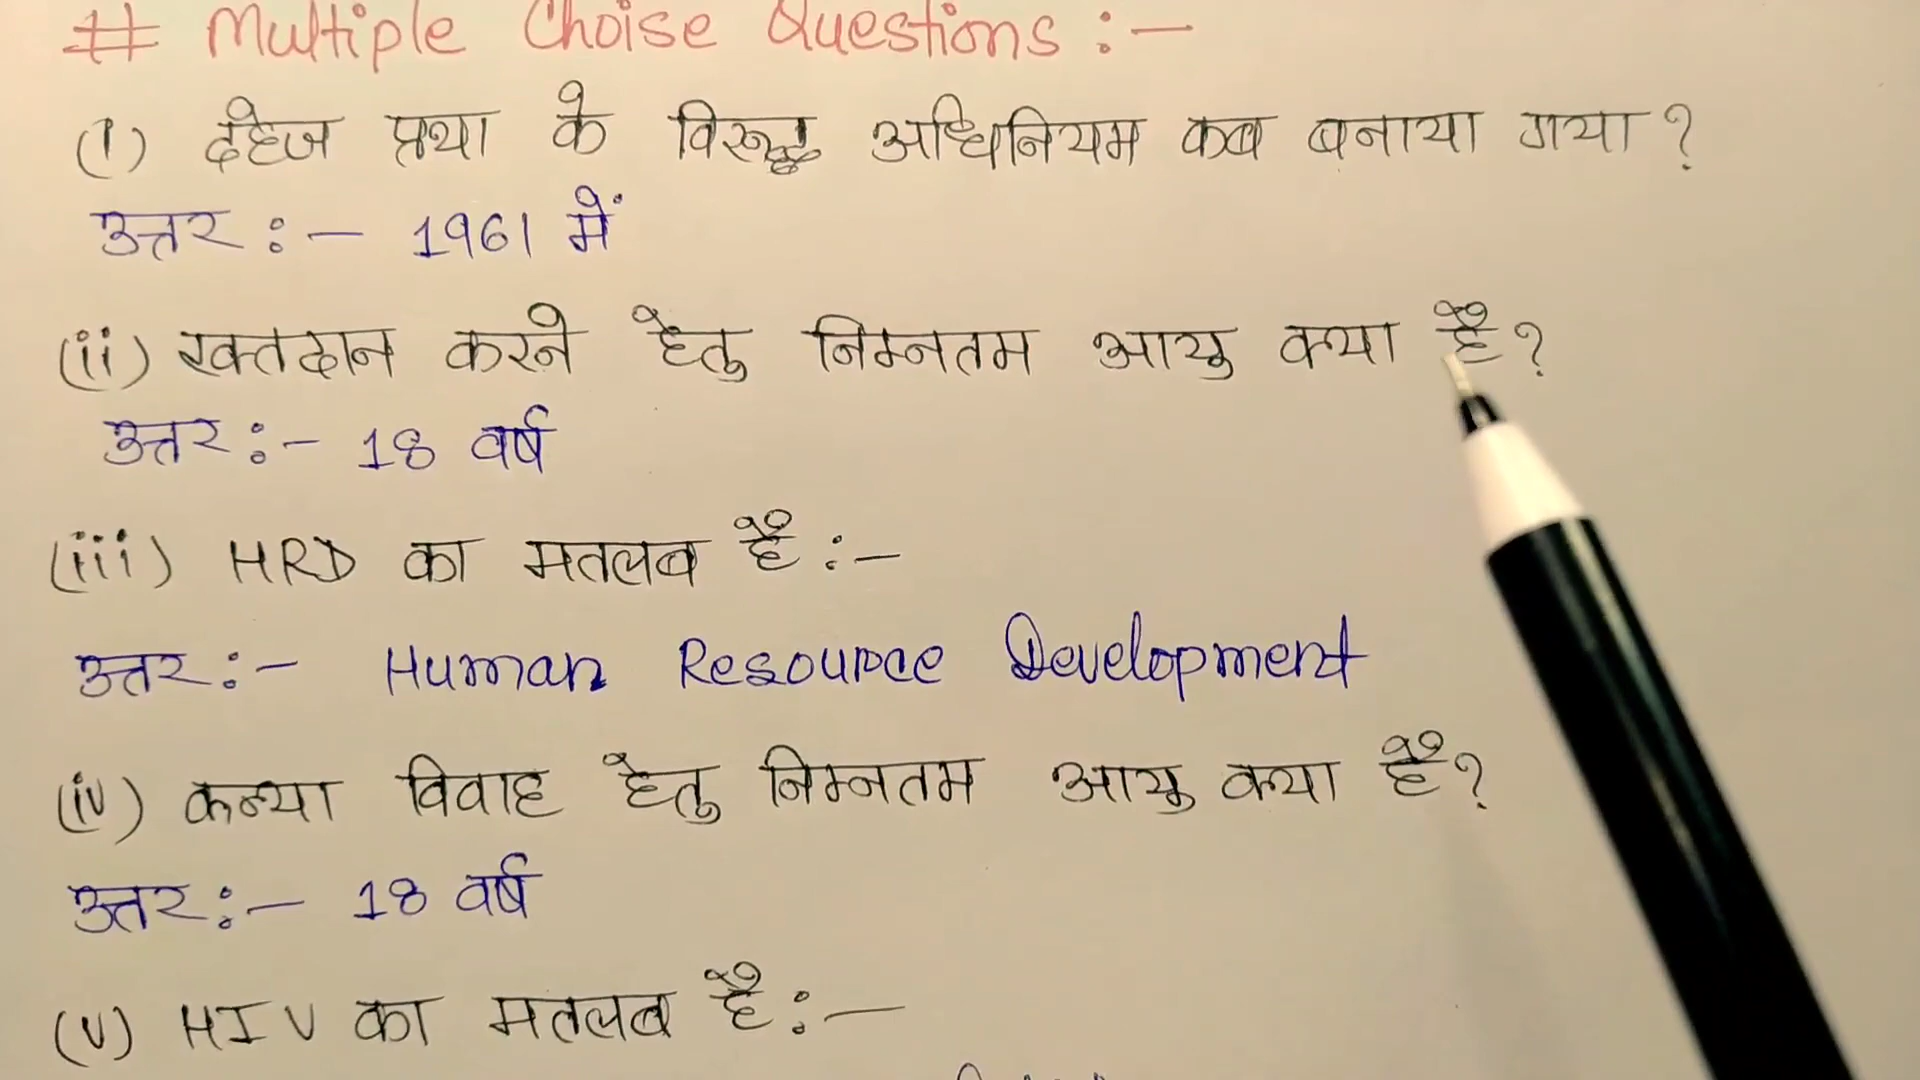 # Multiple Choise Questions :-
(i) दहेज प्रथा के विरूद्ध अधिनियम कब बनाया गया ?
उत्तर :- 1961 में
(ii) रक्तदान करने हेतु निम्नतम आयु क्या है ?
उत्तर :- 18 वर्ष
(iii) HRD का मतलब है :-
उत्तर :- Human Resource Development
(iv) कन्या विवाह हेतु निम्नतम आयु क्या है ?
उत्तर :- 18 वर्ष
(v) HIV का मतलब है :-